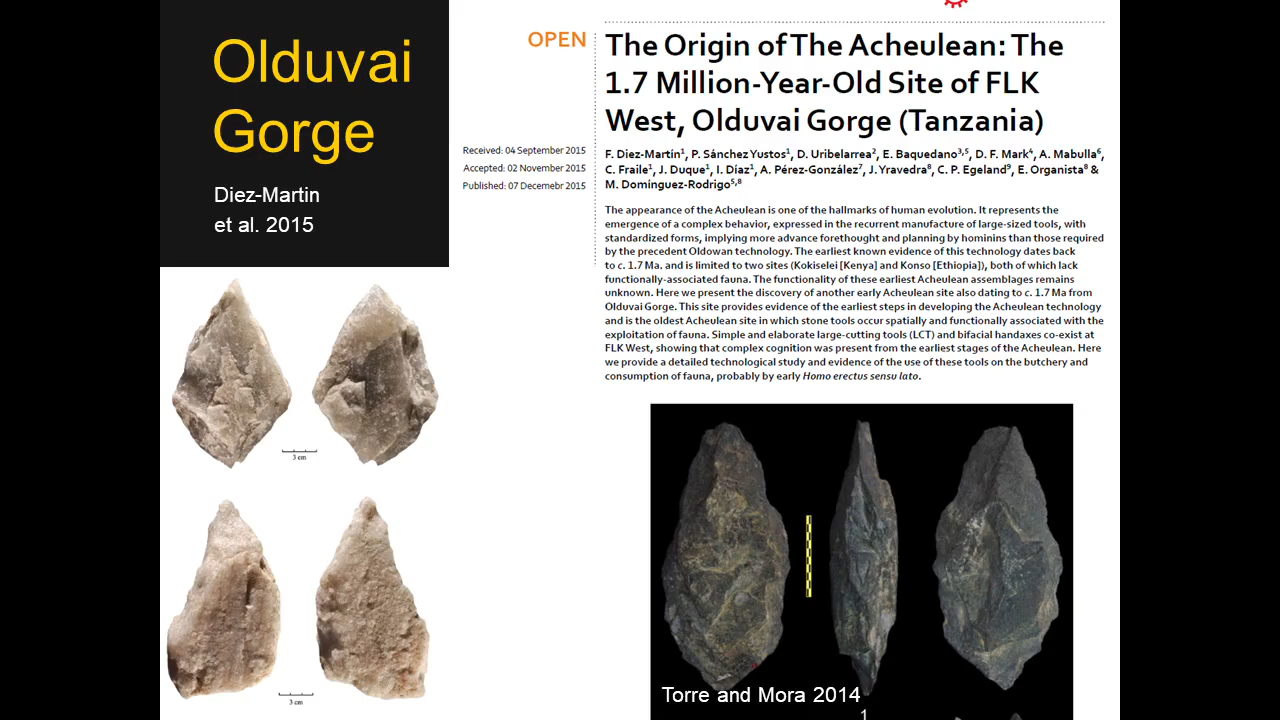 Olduvai
Gorge
Diez-Martin
et al. 2015
OPEN
The Origin of The Acheulean: The
1.7 Million-Year-Old Site of FLK
West, Olduvai Gorge (Tanzania)
Received: 04 September 2015
Accepted: 02 November 2015
Published: 07 Decemebr 2015
F. Diez-Martín1, P. Sánchez Yustos1, D. Uribelarrea2, E. Baquedano3,5, D. F. Mark4, A. Mabulla6,
C. Fraile1, J. Duque1, I. Díaz1, A. Pérez-González7, J. Yravedra8, C. P. Egeland9, E. Organista8 &
M. Domínguez-Rodrigo5,8
The appearance of the Acheulean is one of the hallmarks of human evolution. It represents the
emergence of a complex behavior, expressed in the recurrent manufacture of large-sized tools, with
standardized forms, implying more advance forethought and planning by hominins than those required
by the precedent Oldowan technology. The earliest known evidence of this technology dates back
to c. 1.7 Ma. and is limited to two sites (Kokiselei [Kenya] and Konso [Ethiopia]), both of which lack
functionally-associated fauna. The functionality of these earliest Acheulean assemblages remains
unknown. Here we present the discovery of another early Acheulean site also dating to c. 1.7 Ma from
Olduvai Gorge. This site provides evidence of the earliest steps in developing the Acheulean technology
and is the oldest Acheulean site in which stone tools occur spatially and functionally associated with the
exploitation of fauna. Simple and elaborate large-cutting tools (LCT) and bifacial handaxes co-exist at
FLK West, showing that complex cognition was present from the earliest stages of the Acheulean. Here
we provide a detailed technological study and evidence of the use of these tools on the butchery and
consumption of fauna, probably by early Homo erectus sensu lato.
3 cm
3 cm
Torre and Mora 2014
1